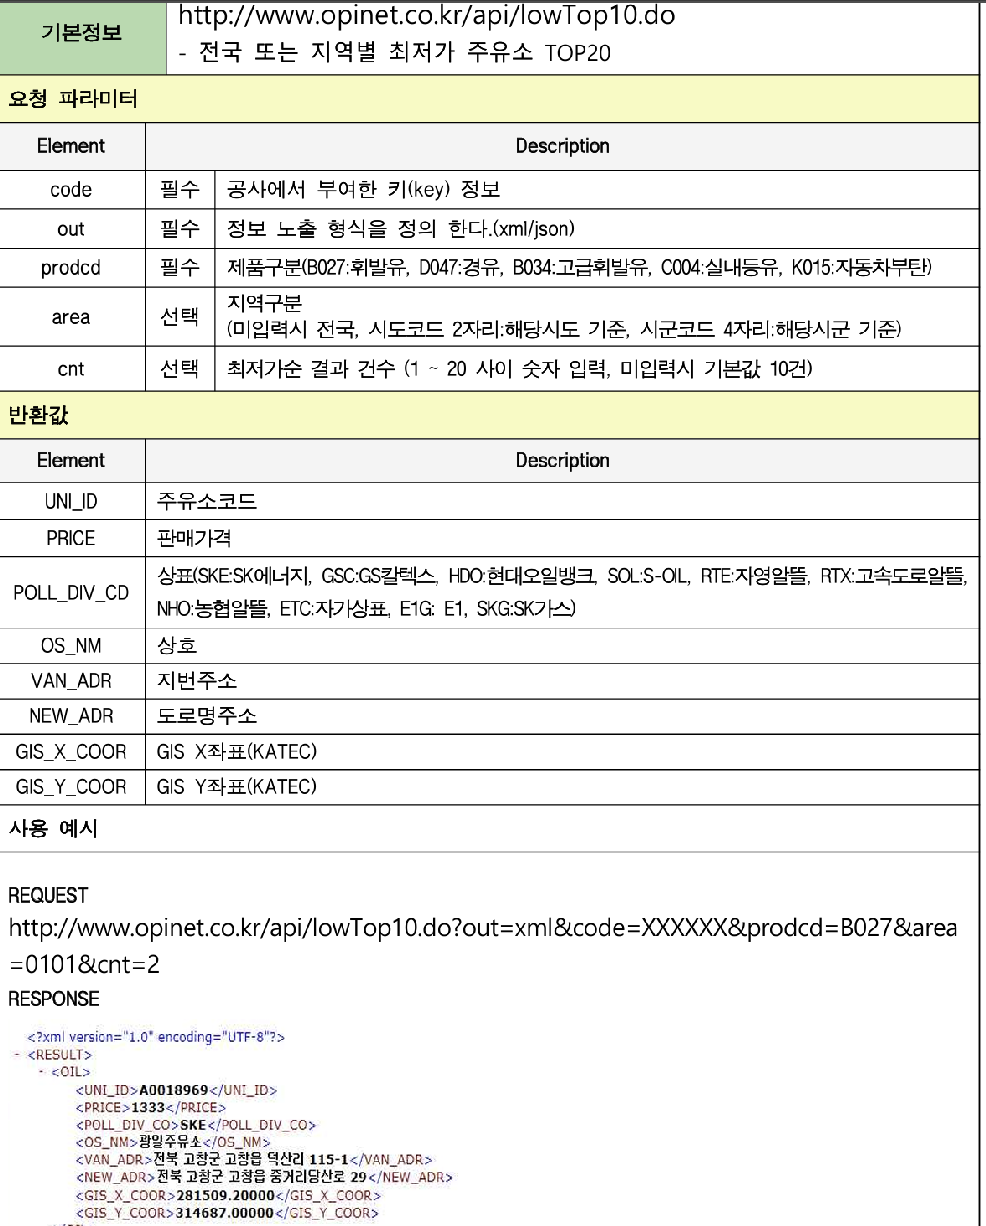 기본정보
http://www.opinet.co.kr/api/lowTop10.do
- 전국 또는 지역별 최저가 주유소 TOP20
요청 파라미터
Element Description
code 필수 공사에서 부여한 키(key) 정보
out 필수 정보 노출 형식을 정의 한다.(xml/json)
prodcd 필수 제품구분(B027:휘발유, D047:경유, B034:고급휘발유, C004:실내등유, K015:자동차부탄)
area 선택 지역구분
(미입력시 전국, 시도코드 2자리:해당시도 기준, 시군코드 4자리:해당시군 기준)
cnt 선택 최저가순 결과 건수 (1 ~ 20 사이 숫자 입력, 미입력시 기본값 10건)
반환값
Element Description
UNI_ID 주유소코드
PRICE 판매가격
POLL_DIV_CD 상표(SKE:SK에너지, GSC:GS칼텍스, HDO:현대오일뱅크, SOL:S-OIL, RTE:자영알뜰, RTX:고속도로알뜰,
NHO:농협알뜰, ETC:자가상표, E1G: E1, SKG:SK가스)
OS_NM 상호
VAN_ADR 지번주소
NEW_ADR 도로명주소
GIS_X_COOR GIS X좌표(KATEC)
GIS_Y_COOR GIS Y좌표(KATEC)
사용 예시
REQUEST
http://www.opinet.co.kr/api/lowTop10.do?out=xml&code=XXXXXX&prodcd=B027&area
=0101&cnt=2
RESPONSE
<?xml version="1.0" encoding="UTF-8"?>
- <RESULT>
- <OIL>
<UNI_ID>A0018969</UNI_ID>
<PRICE>1333</PRICE>
<POLL_DIV_CO>SKE</POLL_DIV_CO>
<OS_NM>광일주유소</OS_NM>
<VAN_ADR>전북 고창군 고창읍 덕산리 115-1</VAN_ADR>
<NEW_ADR>전북 고창군 고창읍 중거리당산로 29</NEW_ADR>
<GIS_X_COOR>281509.20000</GIS_X_COOR>
<GIS_Y_COOR>314687.00000</GIS_Y_COOR>